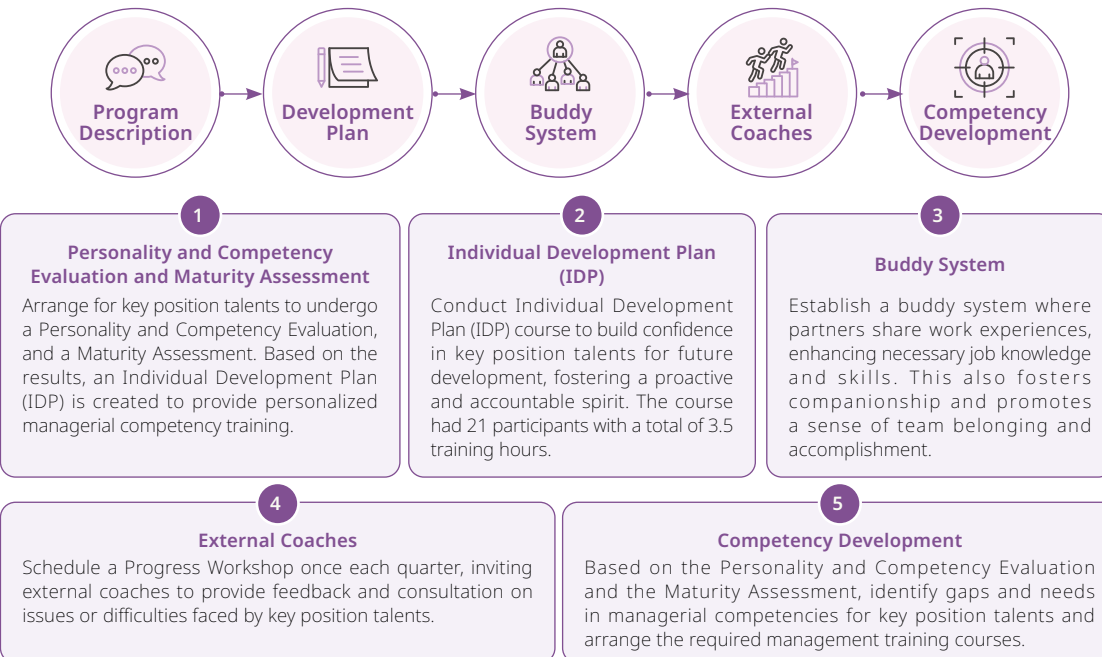 Program
Description
Development
Plan
Buddy
System
External
Coaches
Competency
Development
1
Personality and Competency
Evaluation and Maturity Assessment
Arrange for key position talents to undergo
a Personality and Competency Evaluation,
and a Maturity Assessment. Based on the
results, an Individual Development Plan
(IDP) is created to provide personalized
managerial competency training.
2
Individual Development Plan
(IDP)
Conduct Individual Development
Plan (IDP) course to build confidence
in key position talents for future
development, fostering a proactive
and accountable spirit. The course
had 21 participants with a total of 3.5
training hours.
3
Buddy System
Establish a buddy system where
partners share work experiences,
enhancing necessary job knowledge
and skills. This also fosters
companionship and promotes
a sense of team belonging and
accomplishment.
4
External Coaches
Schedule a Progress Workshop once each quarter, inviting
external coaches to provide feedback and consultation on
issues or difficulties faced by key position talents.
5
Competency Development
Based on the Personality and Competency Evaluation
and the Maturity Assessment, identify gaps and needs
in managerial competencies for key position talents and
arrange the required management training courses.